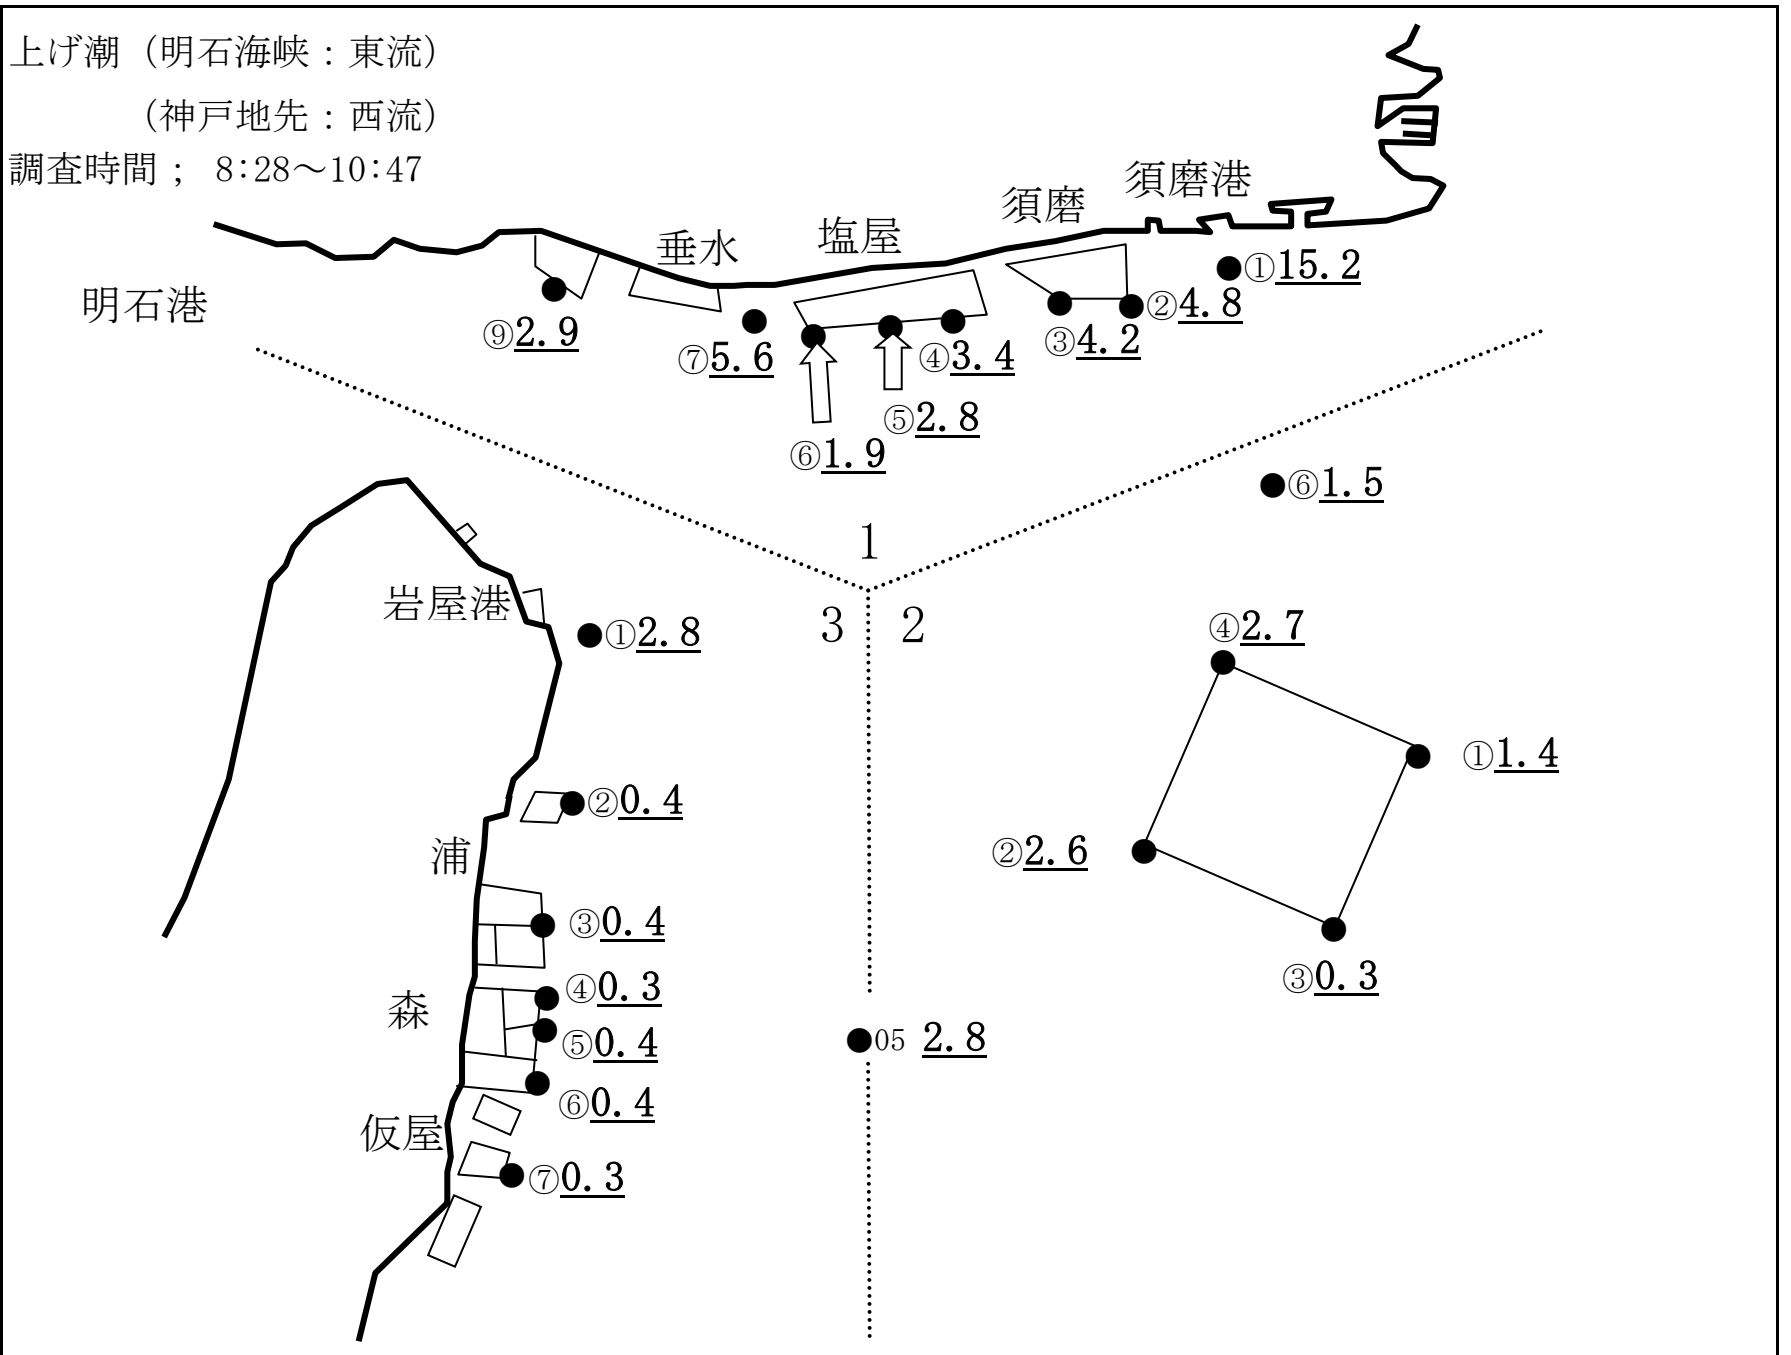 上げ潮（明石海峡：東流）
（神戸地先：西流）
調査時間； 8:28～10:47
須磨港
須磨
塩屋
垂水
明石港
①15.2
②4.8
③4.2
④3.4
⑤2.8
⑥1.9
⑦5.6
⑨2.9
1
⑥1.5
3 2
岩屋港
①2.8
④2.7
①1.4
②2.6
③0.3
②0.4
浦
③0.4
④0.3
森
⑤0.4
05 2.8
⑥0.4
仮屋
⑦0.3